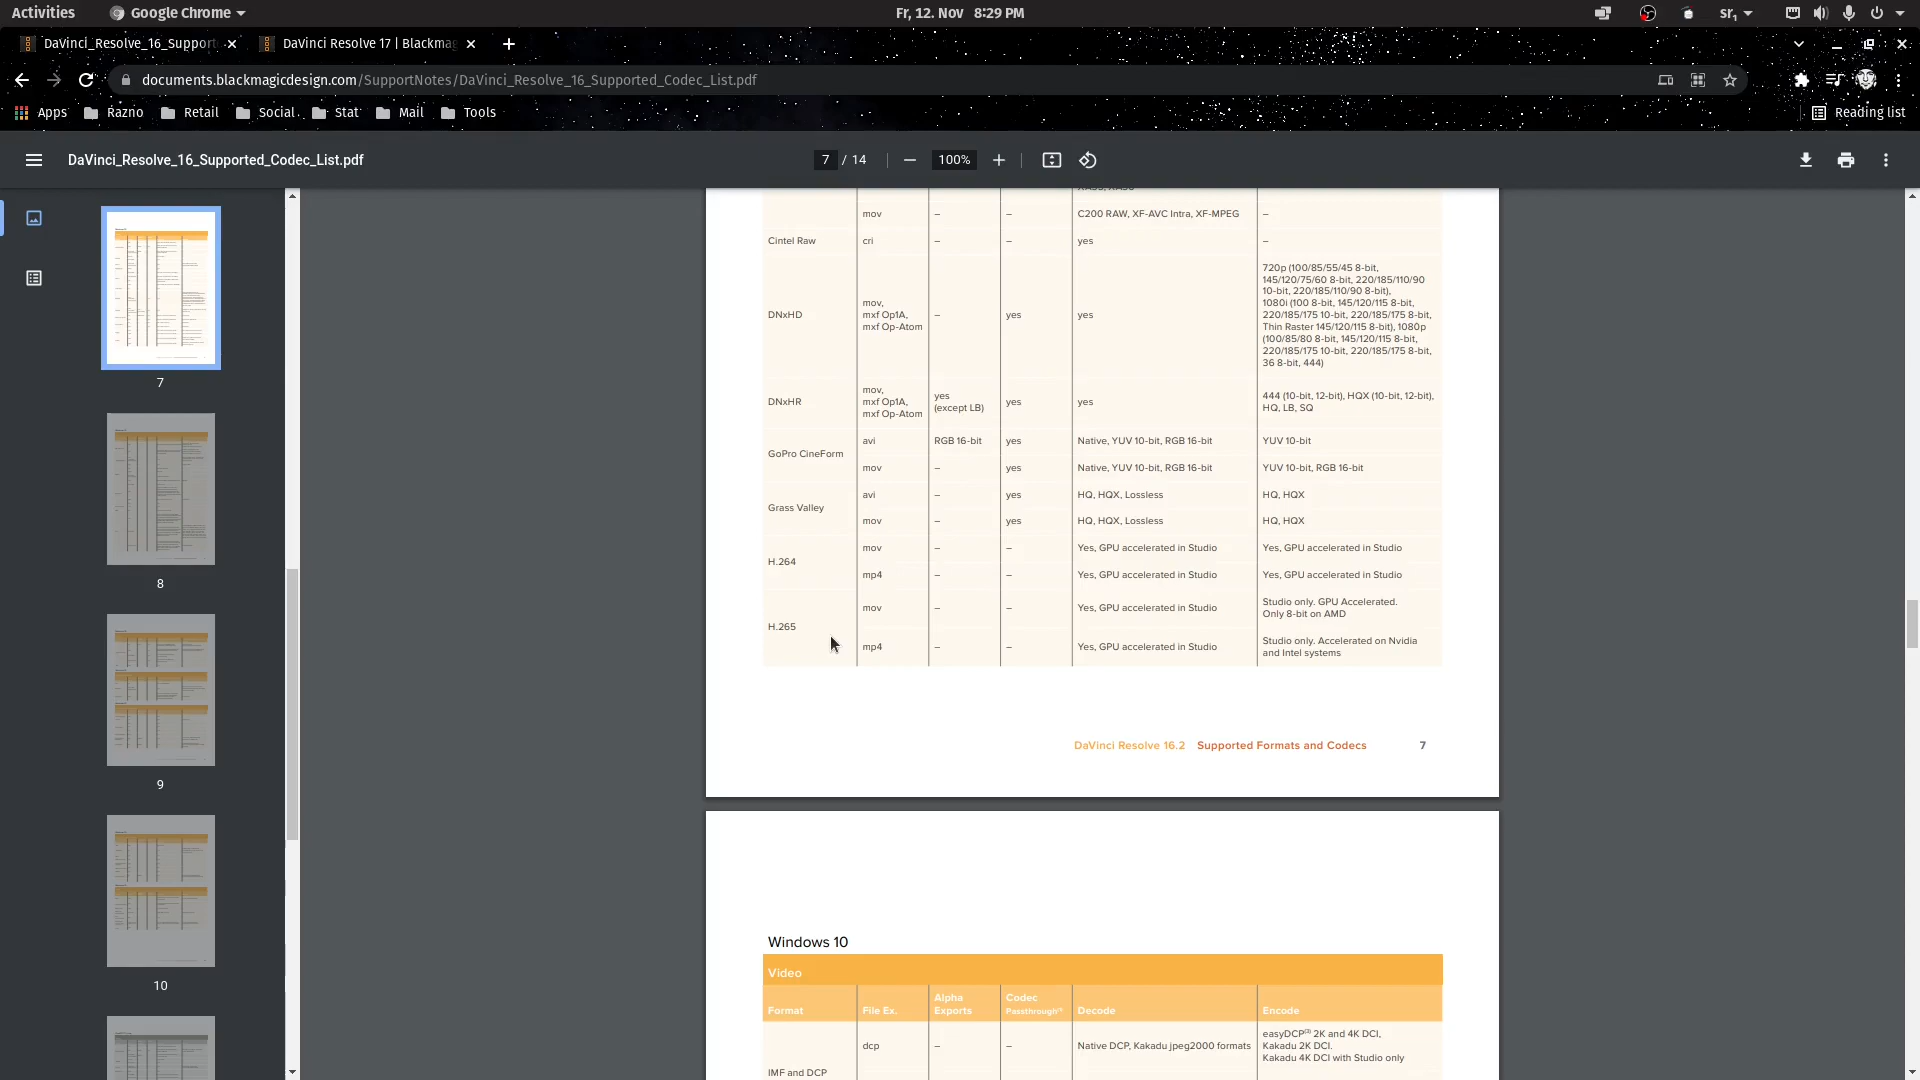 Activities
Google Chrome
Fr, 12. Nov 8:29 PM
sr₁
DaVinci_Resolve_16_Support
DaVinci Resolve 17 | Blackmag
documents.blackmagicdesign.com/SupportNotes/DaVinci_Resolve_16_Supported_Codec_List.pdf
Apps
Razno
Retail
Social
Stat
Mail
Tools
Reading list
DaVinci_Resolve_16_Supported_Codec_List.pdf
7 / 14
100%
7
8
9
10
mov – – C200 RAW, XF-AVC Intra, XF-MPEG –
Cintel Raw cri – – yes –
DNxHD
mov,
mxf Op1A,
mxf Op-Atom
–
yes
yes
720p (100/85/55/45 8-bit,
145/120/75/60 8-bit, 220/185/110/90
10-bit, 220/185/110/90 8-bit),
1080i (100 8-bit, 145/120/115 8-bit,
220/185/175 10-bit, 220/185/175 8-bit,
Thin Raster 145/120/115 8-bit), 1080p
(100/85/80 8-bit, 145/120/115 8-bit,
220/185/175 10-bit, 220/185/175 8-bit,
36 8-bit, 444)
DNxHR
mov,
mxf Op1A,
mxf Op-Atom
yes
(except LB)
yes
yes
444 (10-bit, 12-bit), HQX (10-bit, 12-bit),
HQ, LB, SQ
GoPro CineForm
avi RGB 16-bit yes Native, YUV 10-bit, RGB 16-bit YUV 10-bit
mov – yes Native, YUV 10-bit, RGB 16-bit YUV 10-bit, RGB 16-bit
Grass Valley
avi – yes HQ, HQX, Lossless HQ, HQX
mov – yes HQ, HQX, Lossless HQ, HQX
H.264
mov – – Yes, GPU accelerated in Studio Yes, GPU accelerated in Studio
mp4 – – Yes, GPU accelerated in Studio Yes, GPU accelerated in Studio
H.265
mov – – Yes, GPU accelerated in Studio
Studio only. GPU Accelerated.
Only 8-bit on AMD
mp4 – – Yes, GPU accelerated in Studio
Studio only. Accelerated on Nvidia
and Intel systems
DaVinci Resolve 16.2 Supported Formats and Codecs 7
Windows 10
Video
Format
File Ex.
Alpha
Exports
Codec
Passthrough
Decode
Encode
dcp – – Native DCP, Kakadu jpeg2000 formats
easyDCP 2K and 4K DCI,
Kakadu 2K DCI.
Kakadu 4K DCI with Studio only
IMF and DCP